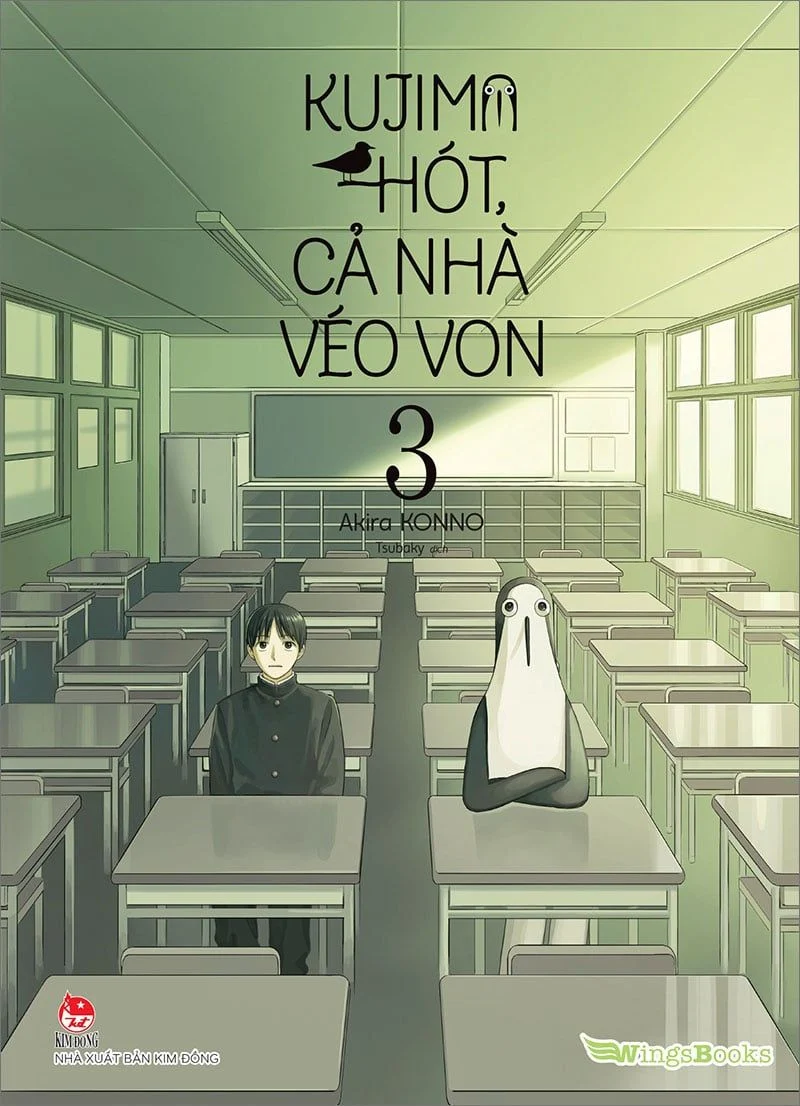 KUJIMA
HÓT,
CẢ NHÀ
VÉO VON
3
Akira KONNO
Tsubaky dịch
KIM ĐỒNG
NHÀ XUẤT BẢN KIM ĐỒNG
WingsBooks